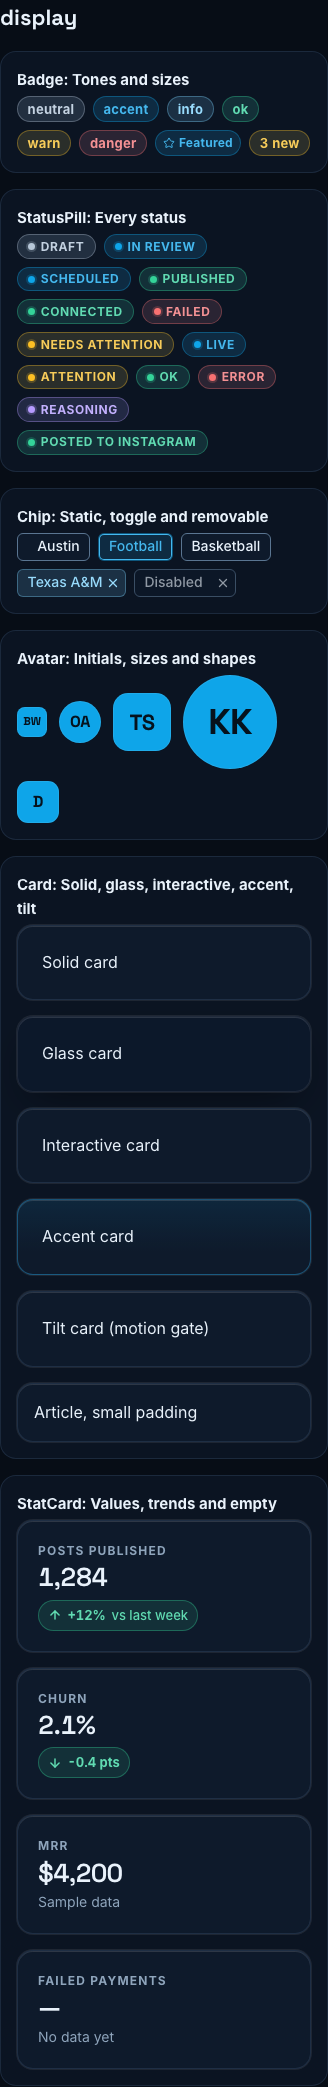 display
Badge: Tones and sizes
neutral accent info ok
warn danger Featured 3 new
StatusPill: Every status
DRAFT IN REVIEW
SCHEDULED PUBLISHED
CONNECTED FAILED
NEEDS ATTENTION LIVE
ATTENTION OK ERROR
REASONING
POSTED TO INSTAGRAM
Chip: Static, toggle and removable
Austin Football Basketball
Texas A&M Disabled
Avatar: Initials, sizes and shapes
BW OA TS KK
D
Card: Solid, glass, interactive, accent,
tilt
Solid card
Glass card
Interactive card
Accent card
Tilt card (motion gate)
Article, small padding
StatCard: Values, trends and empty
POSTS PUBLISHED
1,284
+12% vs last week
CHURN
2.1%
-0.4 pts
MRR
$4,200
Sample data
FAILED PAYMENTS
—
No data yet